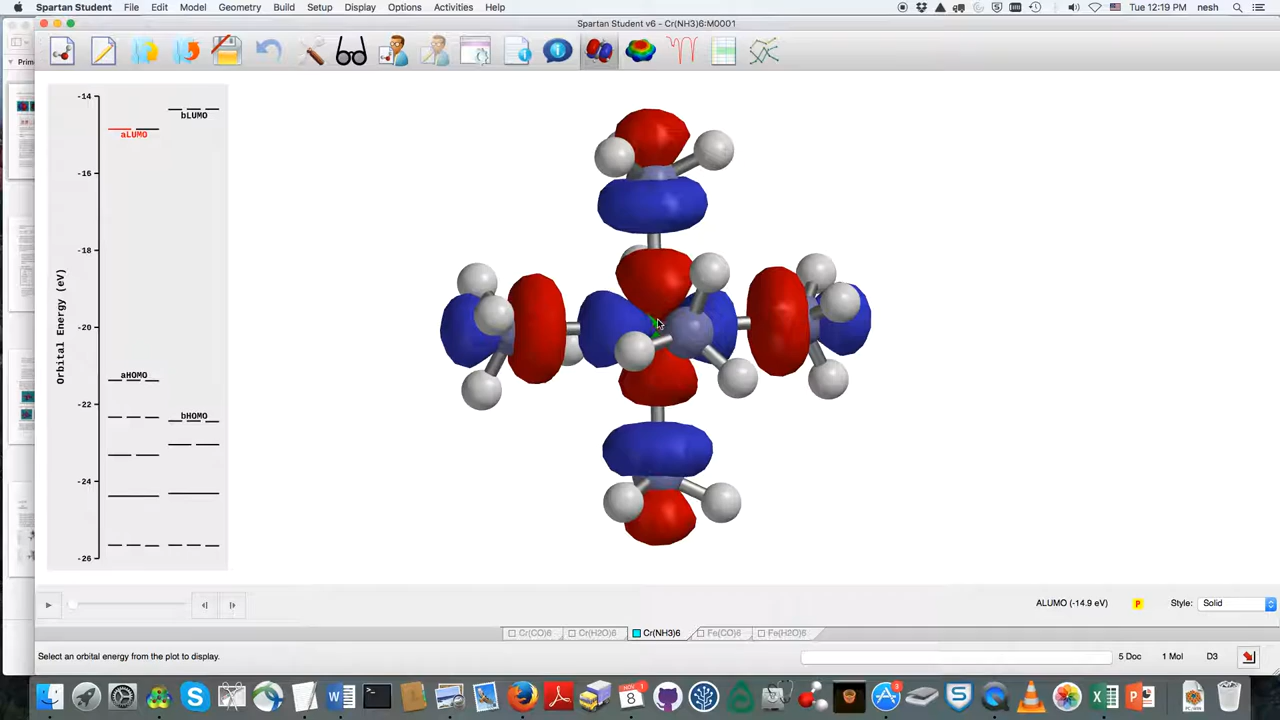 Spartan Student File Edit Model Geometry Build Setup Display Options Activities Help
Tue 12:19 PM nesh
Spartan Student v6 - Cr(NH3)6:M0001
Prim
-14
bLUMO
aLUMO
-16
-18
Orbital Energy (eV)
-20
aHOMO
-22
bHOMO
-24
-26
ALUMO (-14.9 eV)
P
Style: Solid
Cr(CO)6 Cr(H2O)6 Cr(NH3)6 Fe(CO)6 Fe(H2O)6
Select an orbital energy from the plot to display.
5 Doc 1 Mol D3